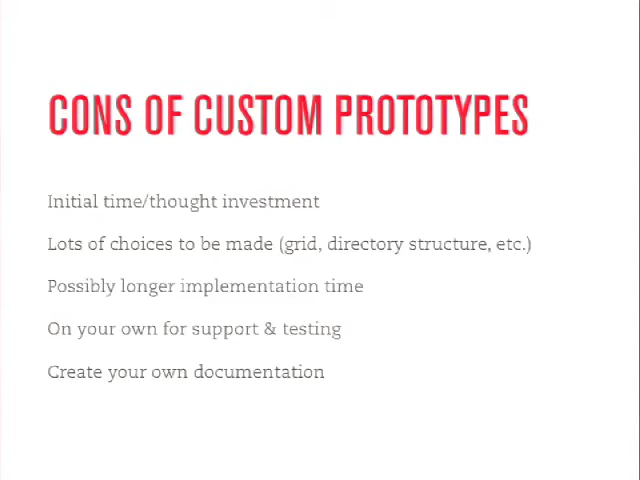 CONS OF CUSTOM PROTOTYPES
Initial time/thought investment
Lots of choices to be made (grid, directory structure, etc.)
Possibly longer implementation time
On your own for support & testing
Create your own documentation